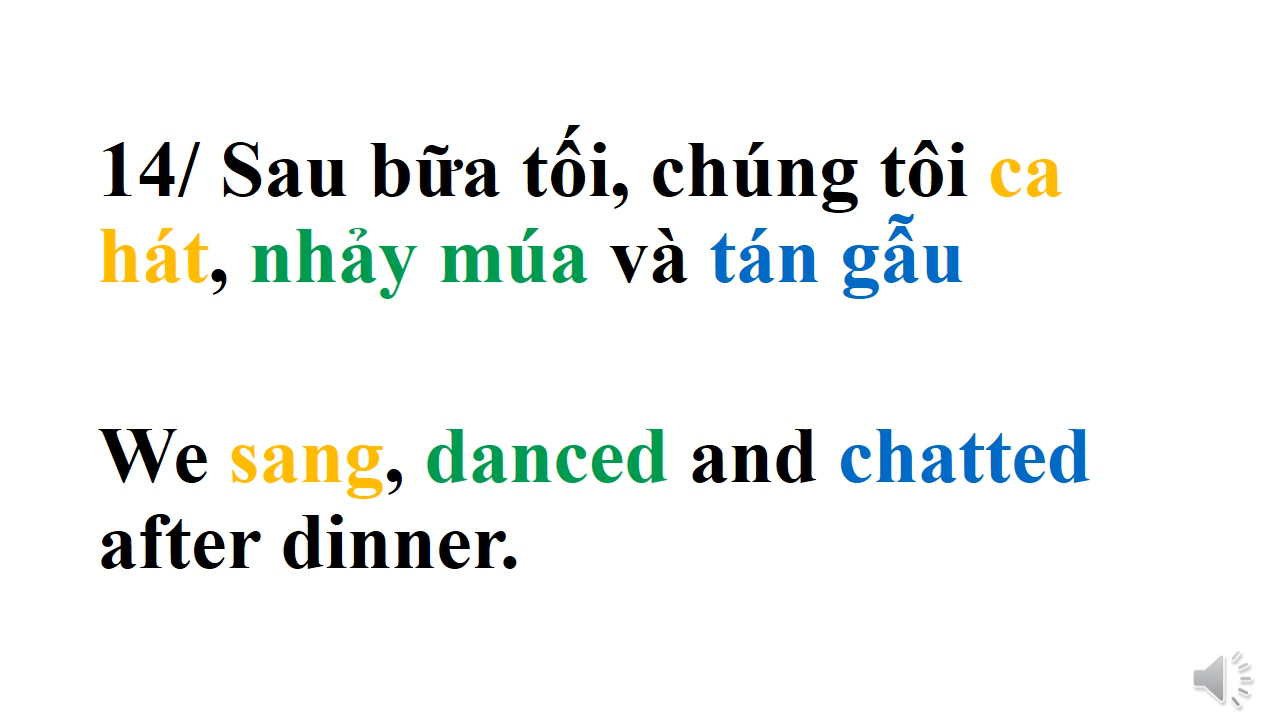 14/ Sau bữa tối, chúng tôi ca
hát, nhảy múa và tán gẫu
We sang, danced and chatted
after dinner.